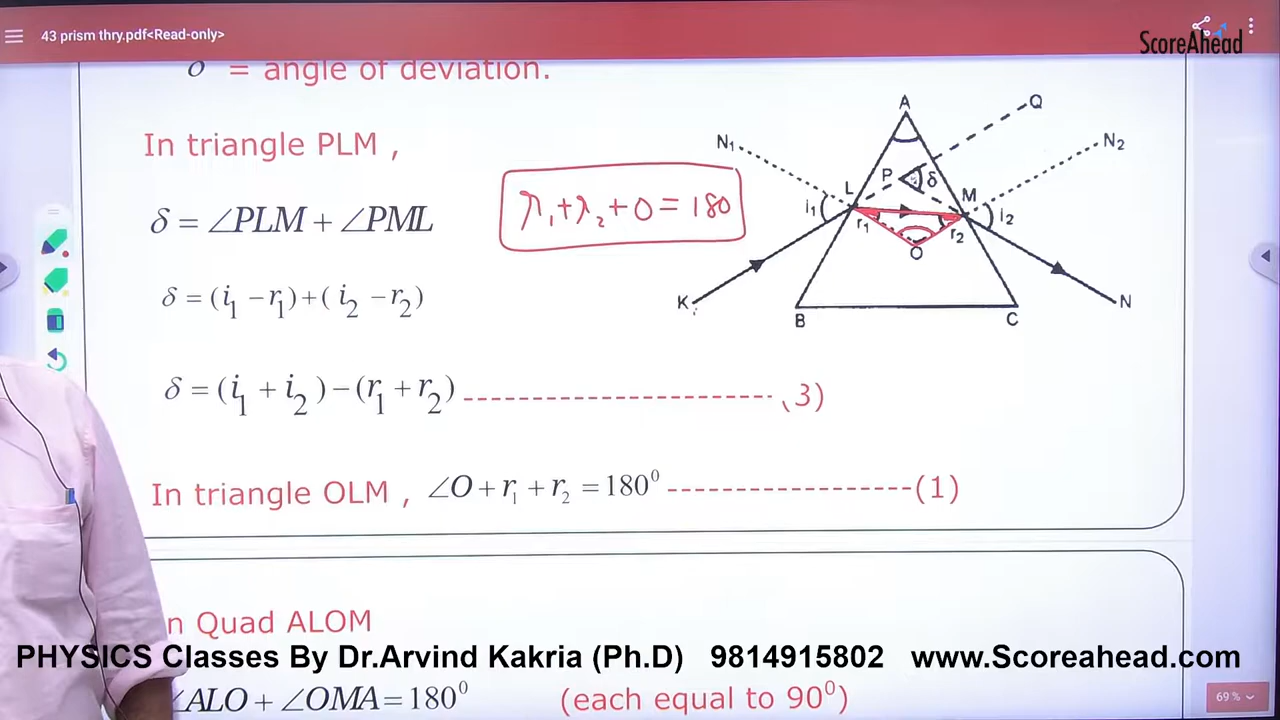 43 prism thry.pdf<Read-only>
ScoreAhead
= angle of deviation.
In triangle PLM ,
δ = ∠PLM + ∠PML
δ = (i₁ − r₁) + (i₂ − r₂)
δ = (i₁ + i₂) − (r₁ + r₂) ----------------------- 3)
In triangle OLM , ∠O + r₁ + r₂ = 180⁰ ------------------(1)
r₁ + r₂ + O = 180
A
Q
N₁
N₂
P
δ
L
M
i₁
i₂
r₁
r₂
O
K
N
B
C
n Quad ALOM
PHYSICS Classes By Dr.Arvind Kakria (Ph.D) 9814915802 www.Scoreahead.com
∠ALO + ∠OMA = 180⁰ (each equal to 90⁰)
69%